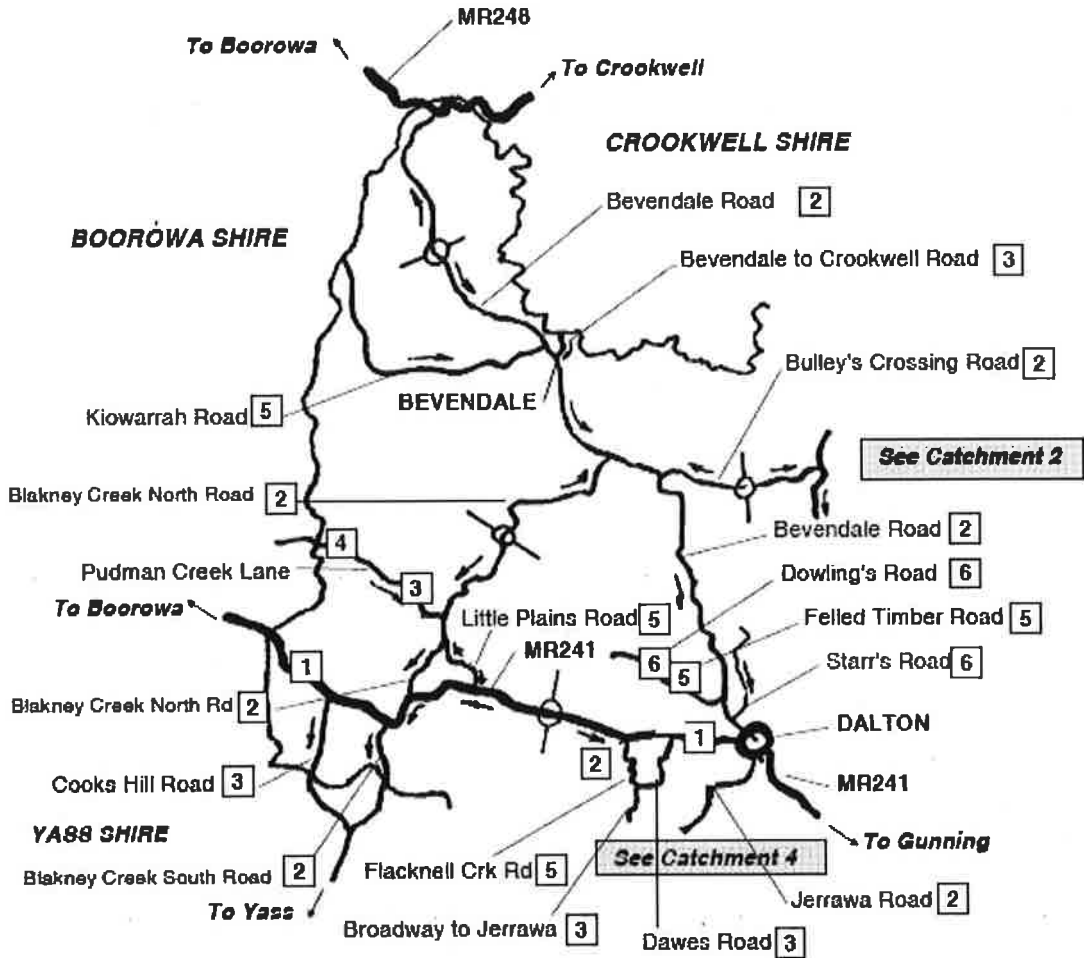 MR248
To Boorowa
To Crookwell
CROOKWELL SHIRE
Bevendale Road 2
BOOROWA SHIRE
Bevendale to Crookwell Road 3
Bulley's Crossing Road 2
BEVENDALE
Kiowarrah Road 5
See Catchment 2
Blakney Creek North Road 2
Bevendale Road 2
4
Pudman Creek Lane
3
Dowling's Road 6
To Boorowa
Little Plains Road 5
Felled Timber Road 5
MR241
6
5
1
Starr's Road 6
Blakney Creek North Rd 2
DALTON
1
2
Cooks Hill Road 3
MR241
YASS SHIRE
To Gunning
Flacknell Crk Rd 5
See Catchment 4
Blakney Creek South Road 2
Jerrawa Road 2
To Yass
Broadway to Jerrawa 3
Dawes Road 3